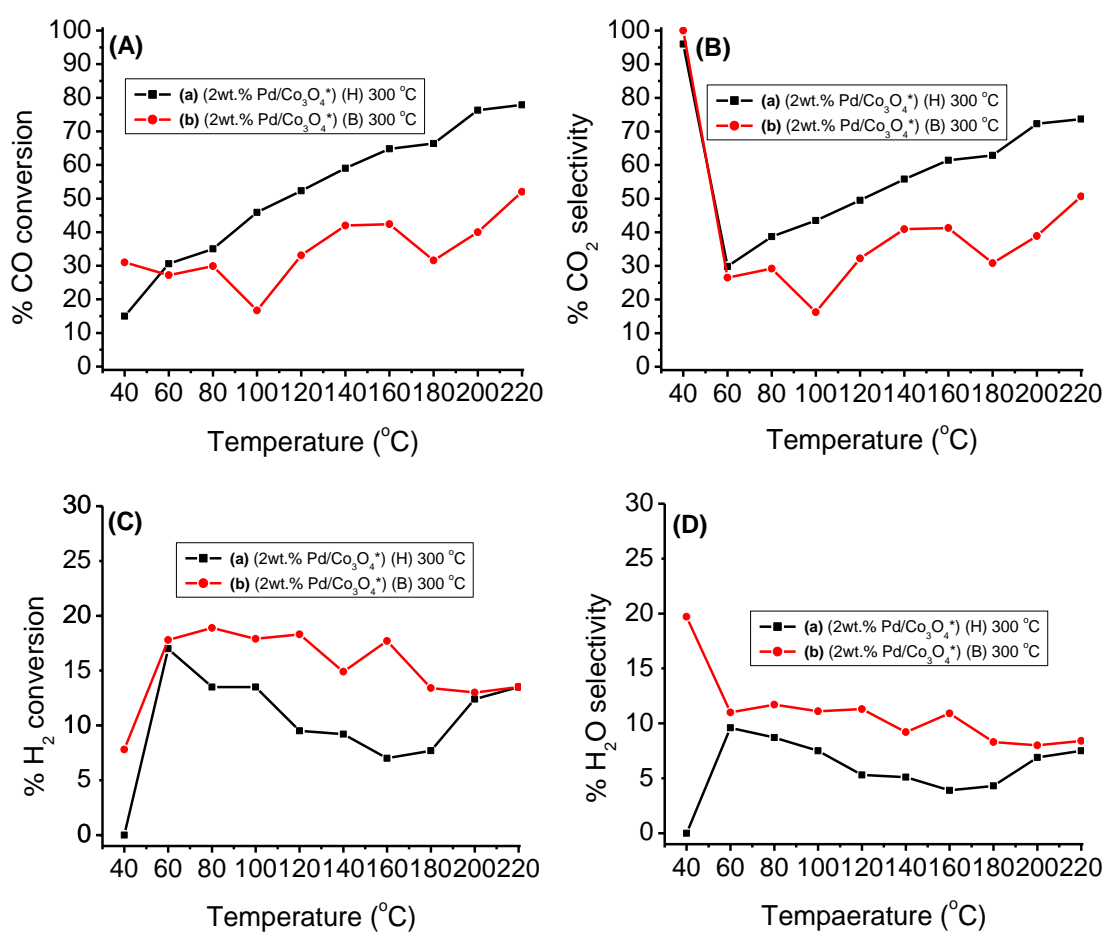 (A)
100
90
80
70
60
50
40
30
20
10
0
% CO conversion
(a) (2wt.% Pd/Co₃O₄*) (H) 300 °C
(b) (2wt.% Pd/Co₃O₄*) (B) 300 °C
40 60 80 100 120 140 160 180 200 220
Temperature (°C)
(B)
100
90
80
70
60
50
40
30
20
10
0
% CO₂ selectivity
(a) (2wt.% Pd/Co₃O₄*) (H) 300 °C
(b) (2wt.% Pd/Co₃O₄*) (B) 300 °C
40 60 80 100 120 140 160 180 200 220
Temperature (°C)
(C)
30
25
20
15
10
5
0
% H₂ conversion
(a) (2wt.% Pd/Co₃O₄*) (H) 300 °C
(b) (2wt.% Pd/Co₃O₄*) (B) 300 °C
40 60 80 100 120 140 160 180 200 220
Temperature (°C)
(D)
30
25
20
15
10
5
0
% H₂O selectivity
(a) (2wt.% Pd/Co₃O₄*) (H) 300 °C
(b) (2wt.% Pd/Co₃O₄*) (B) 300 °C
40 60 80 100 120 140 160 180 200 220
Tempaerature (°C)